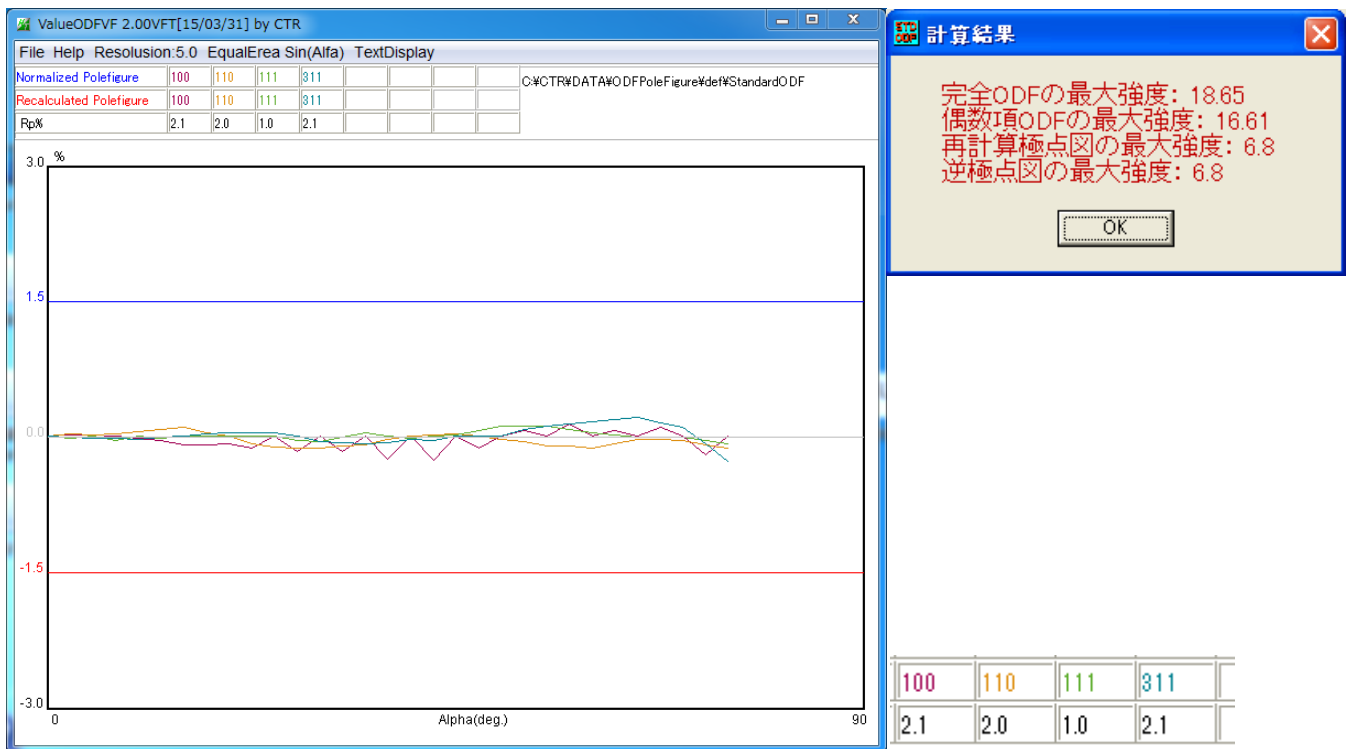 ValueODFVF 2.00VFT[15/03/31] by CTR
File Help Resolusion:5.0 EqualErea Sin(Alfa) TextDisplay
Normalized Polefigure 100 110 111 311
Recalculated Polefigure 100 110 111 311
Rp% 2.1 2.0 1.0 2.1
C:¥CTR¥DATA¥ODFPoleFigure¥def¥StandardODF
3.0 %
1.5
0.0
-1.5
-3.0
0 Alpha(deg.) 90
計算結果
完全ODFの最大強度: 18.65
偶数項ODFの最大強度: 16.61
再計算極点図の最大強度: 6.8
逆極点図の最大強度: 6.8
OK
100 110 111 311
2.1 2.0 1.0 2.1